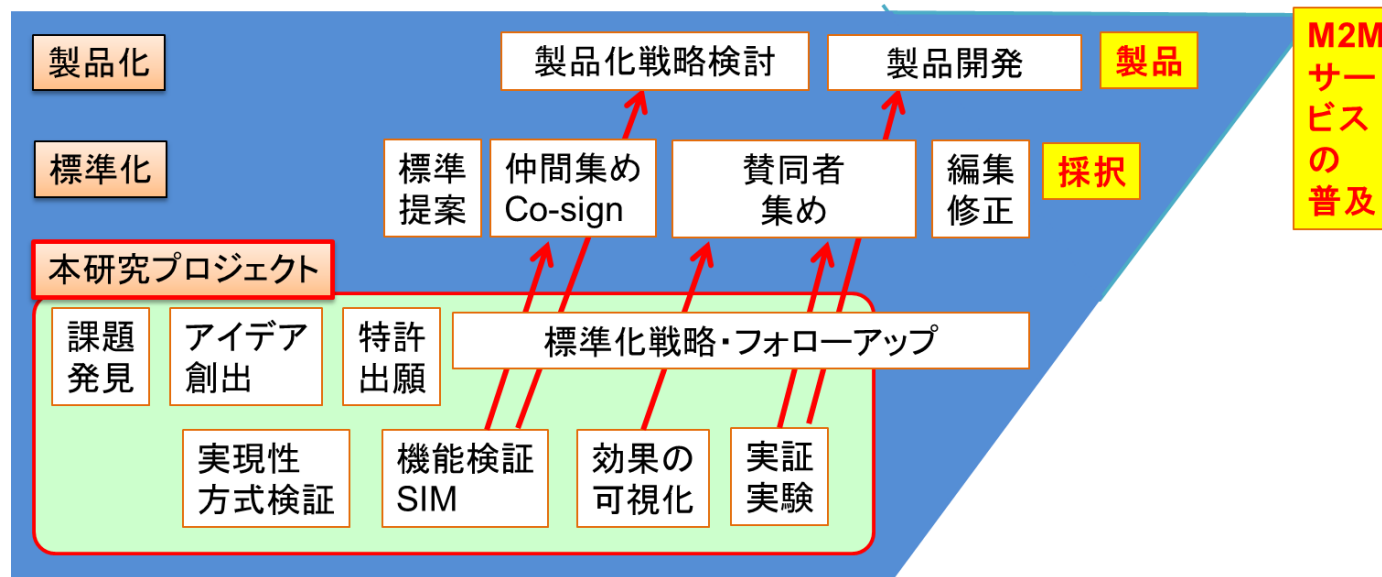 製品化
製品化戦略検討
製品開発
製品
M2M
サー
ビス
の
普及
標準化
標準
提案
仲間集め
Co-sign
賛同者
集め
編集
修正
採択
本研究プロジェクト
課題
発見
アイデア
創出
特許
出願
標準化戦略・フォローアップ
実現性
方式検証
機能検証
SIM
効果の
可視化
実証
実験